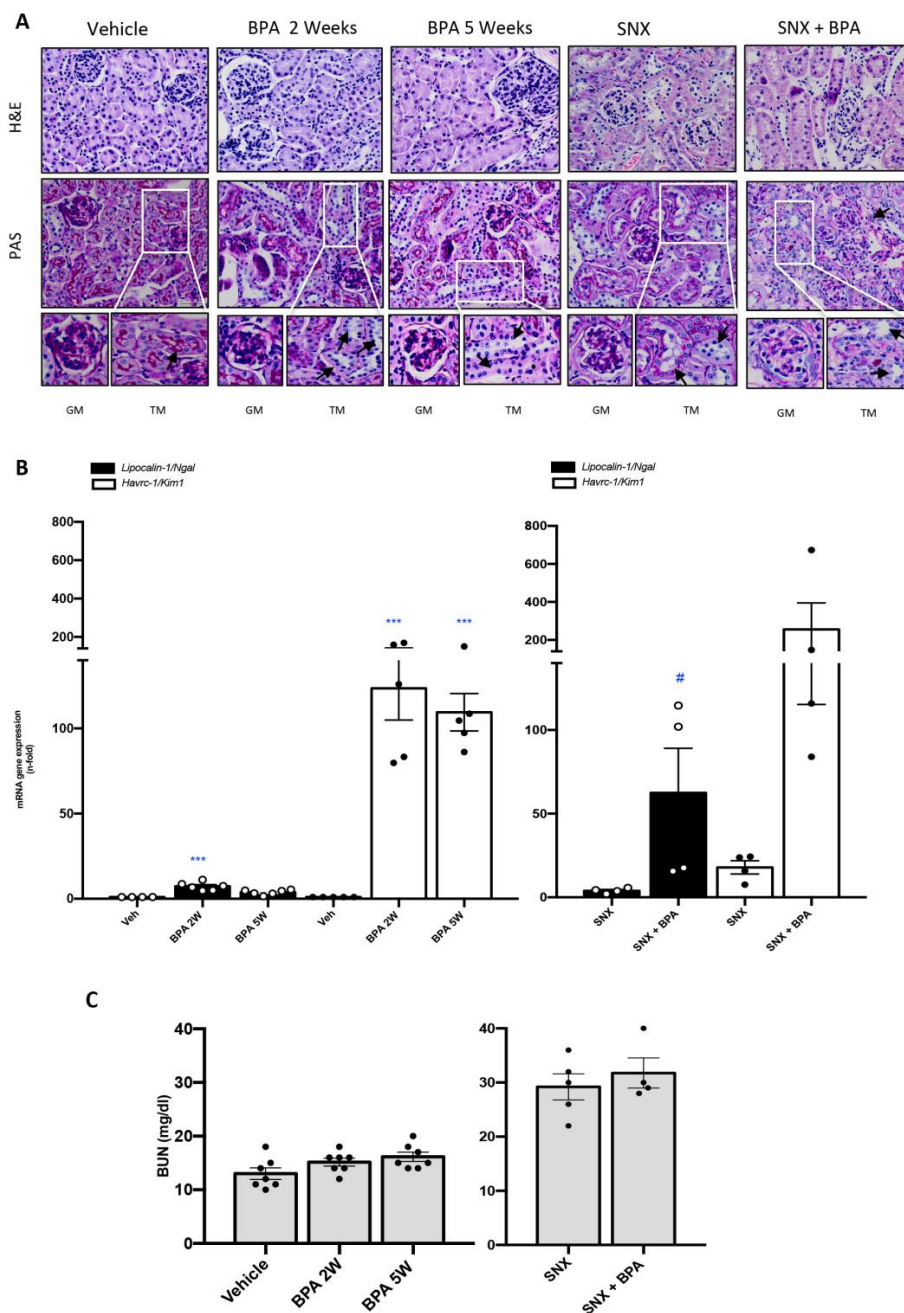 A
Vehicle
BPA 2 Weeks
BPA 5 Weeks
SNX
SNX + BPA
H&E
PAS
GM
TM
GM
TM
GM
TM
GM
TM
GM
TM
B
Lipocalin-1/Ngal
Havrc-1/Kim1
Lipocalin-1/Ngal
Havrc-1/Kim1
mRNA gene expression
(n-fold)
800
600
400
200
100
50
0
***
***
***
Veh
BPA 2W
BPA 5W
Veh
BPA 2W
BPA 5W
800
600
400
200
100
50
0
#
SNX
SNX + BPA
SNX
SNX + BPA
C
BUN (mg/dl)
40
30
20
10
0
Vehicle
BPA 2W
BPA 5W
40
30
20
10
0
SNX
SNX + BPA